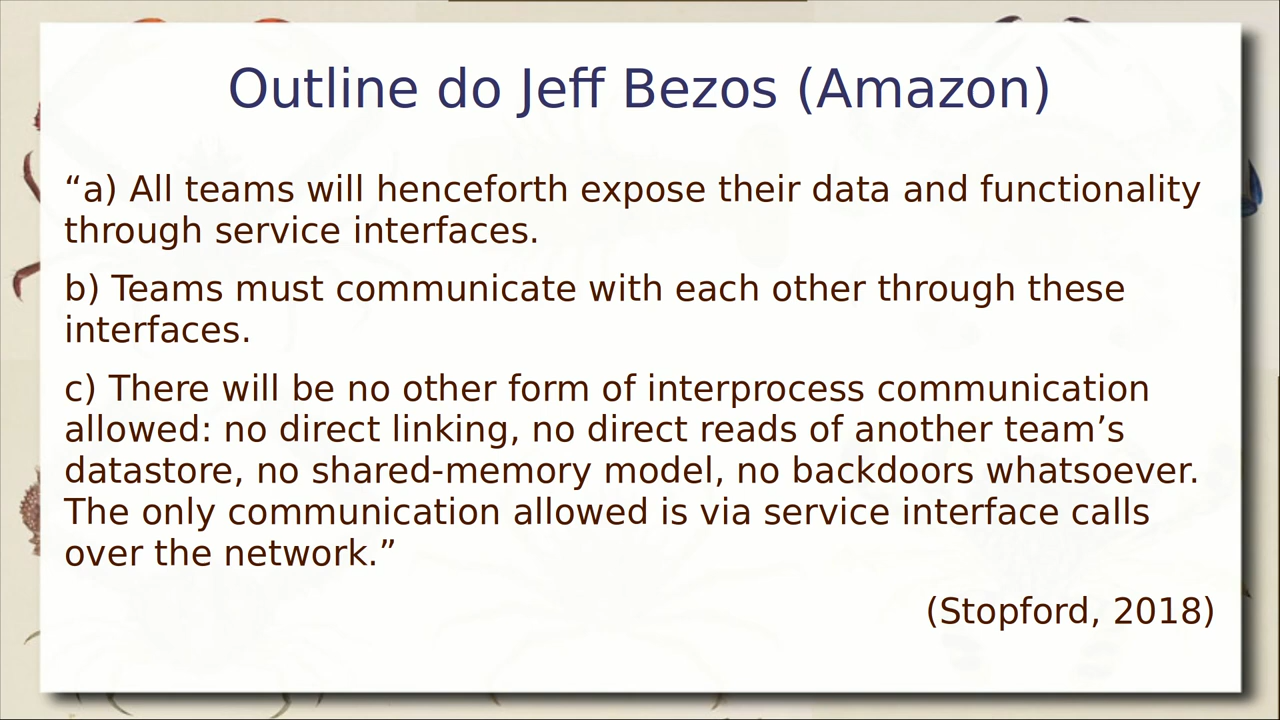 Outline do Jeff Bezos (Amazon)
“a) All teams will henceforth expose their data and functionality
through service interfaces.
b) Teams must communicate with each other through these
interfaces.
c) There will be no other form of interprocess communication
allowed: no direct linking, no direct reads of another team’s
datastore, no shared-memory model, no backdoors whatsoever.
The only communication allowed is via service interface calls
over the network.”
(Stopford, 2018)